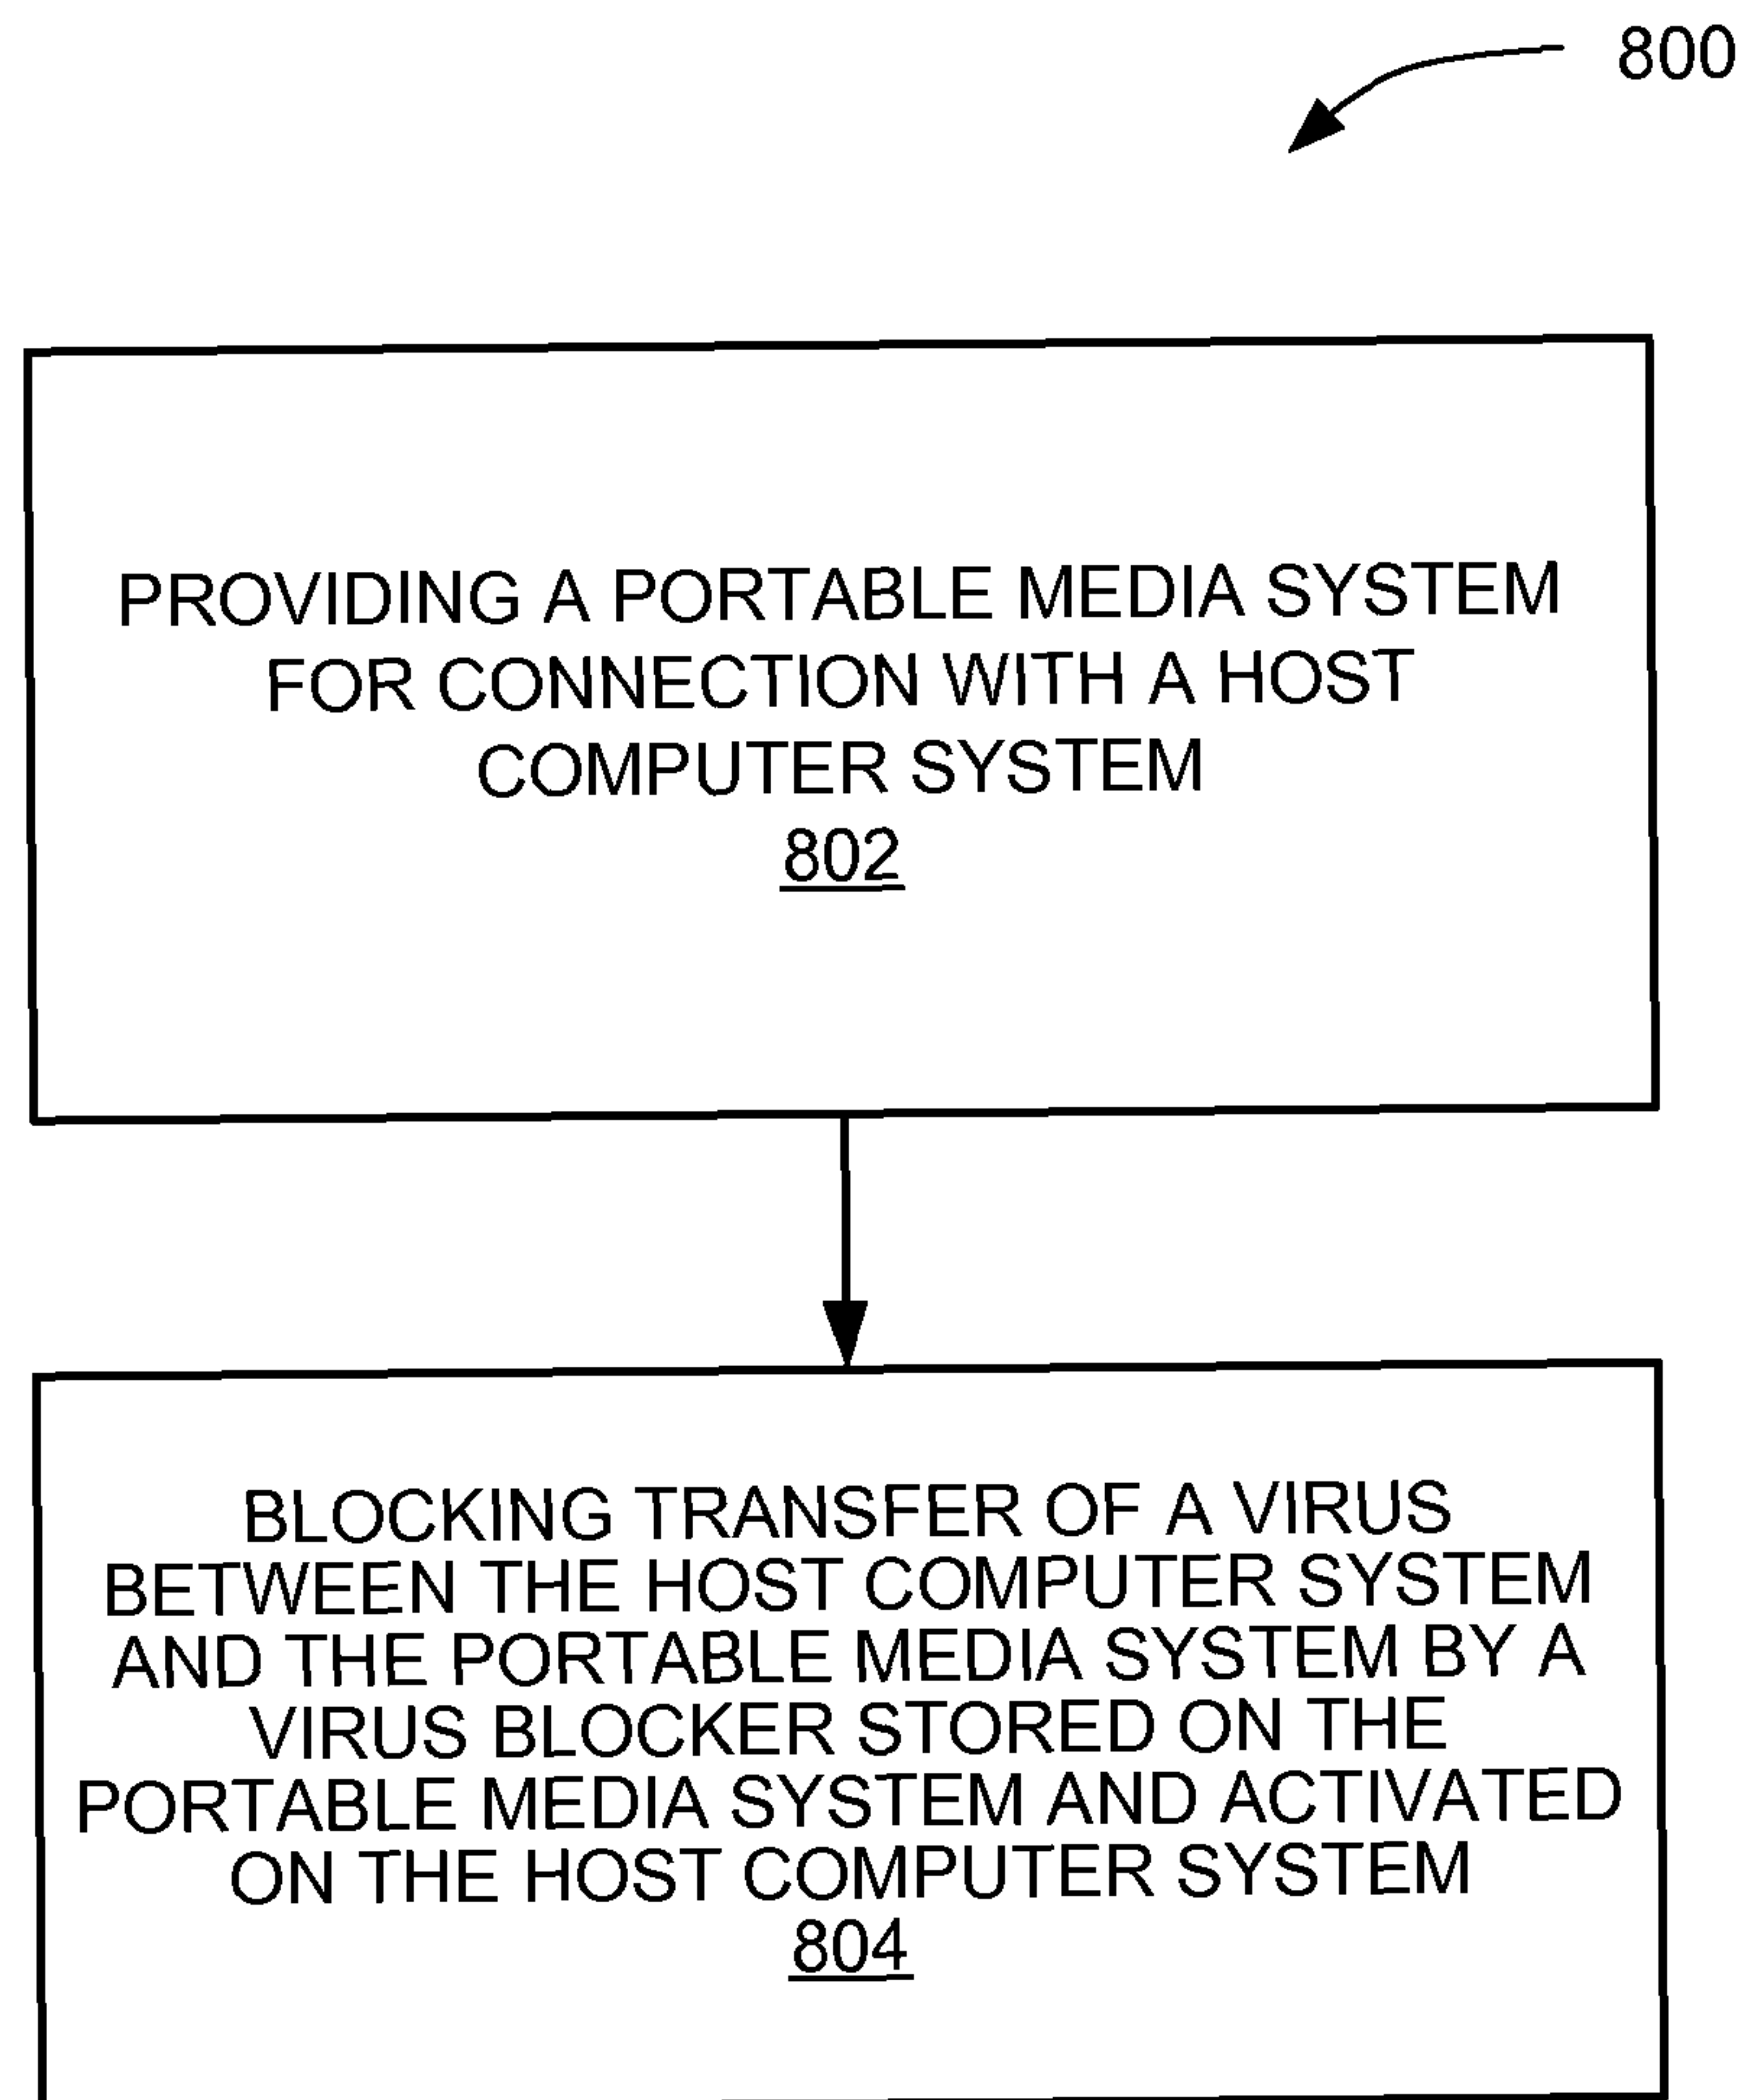 800
PROVIDING A PORTABLE MEDIA SYSTEM
FOR CONNECTION WITH A HOST
COMPUTER SYSTEM
802
BLOCKING TRANSFER OF A VIRUS
BETWEEN THE HOST COMPUTER SYSTEM
AND THE PORTABLE MEDIA SYSTEM BY A
VIRUS BLOCKER STORED ON THE
PORTABLE MEDIA SYSTEM AND ACTIVATED
ON THE HOST COMPUTER SYSTEM
804